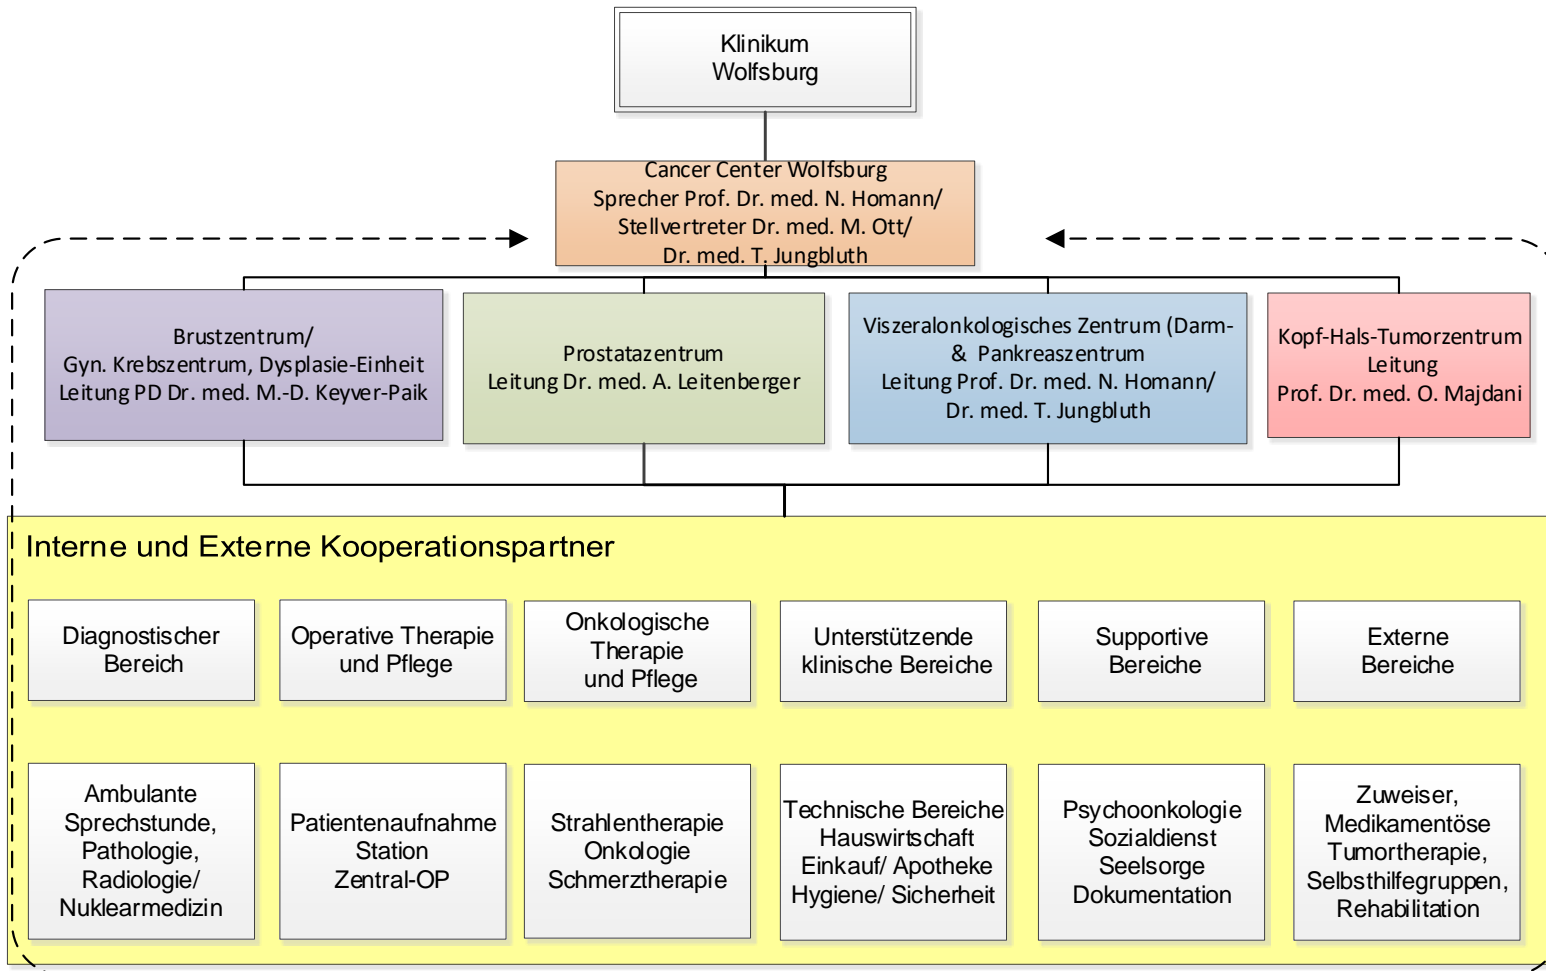 Klinikum
Wolfsburg
Cancer Center Wolfsburg
Sprecher Prof. Dr. med. N. Homann/
Stellvertreter Dr. med. M. Ott/
Dr. med. T. Jungbluth
Brustzentrum/
Gyn. Krebszentrum, Dysplasie-Einheit
Leitung PD Dr. med. M.-D. Keyver-Paik
Prostatazentrum
Leitung Dr. med. A. Leitenberger
Viszeralonkologisches Zentrum (Darm-
& Pankreaszentrum
Leitung Prof. Dr. med. N. Homann/
Dr. med. T. Jungbluth
Kopf-Hals-Tumorzentrum
Leitung
Prof. Dr. med. O. Majdani
Interne und Externe Kooperationspartner
Diagnostischer
Bereich
Operative Therapie
und Pflege
Onkologische
Therapie
und Pflege
Unterstützende
klinische Bereiche
Supportive
Bereiche
Externe
Bereiche
Ambulante
Sprechstunde,
Pathologie,
Radiologie/
Nuklearmedizin
Patientenaufnahme
Station
Zentral-OP
Strahlentherapie
Onkologie
Schmerztherapie
Technische Bereiche
Hauswirtschaft
Einkauf/ Apotheke
Hygiene/ Sicherheit
Psychoonkologie
Sozialdienst
Seelsorge
Dokumentation
Zuweiser,
Medikamentöse
Tumortherapie,
Selbsthilfegruppen,
Rehabilitation